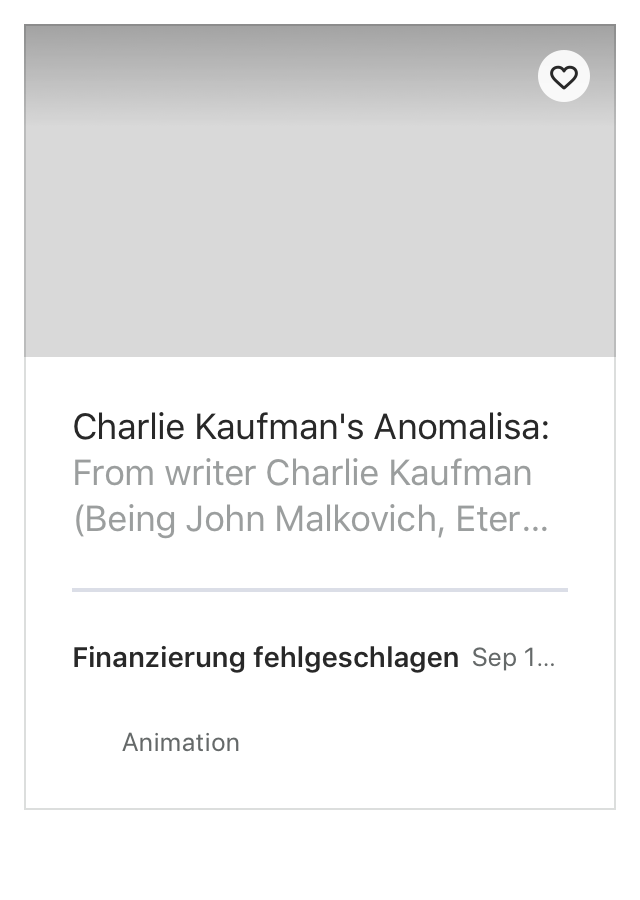 Charlie Kaufman's Anomalisa:
From writer Charlie Kaufman
(Being John Malkovich, Eter...
Finanzierung fehlgeschlagen Sep 1...
Animation